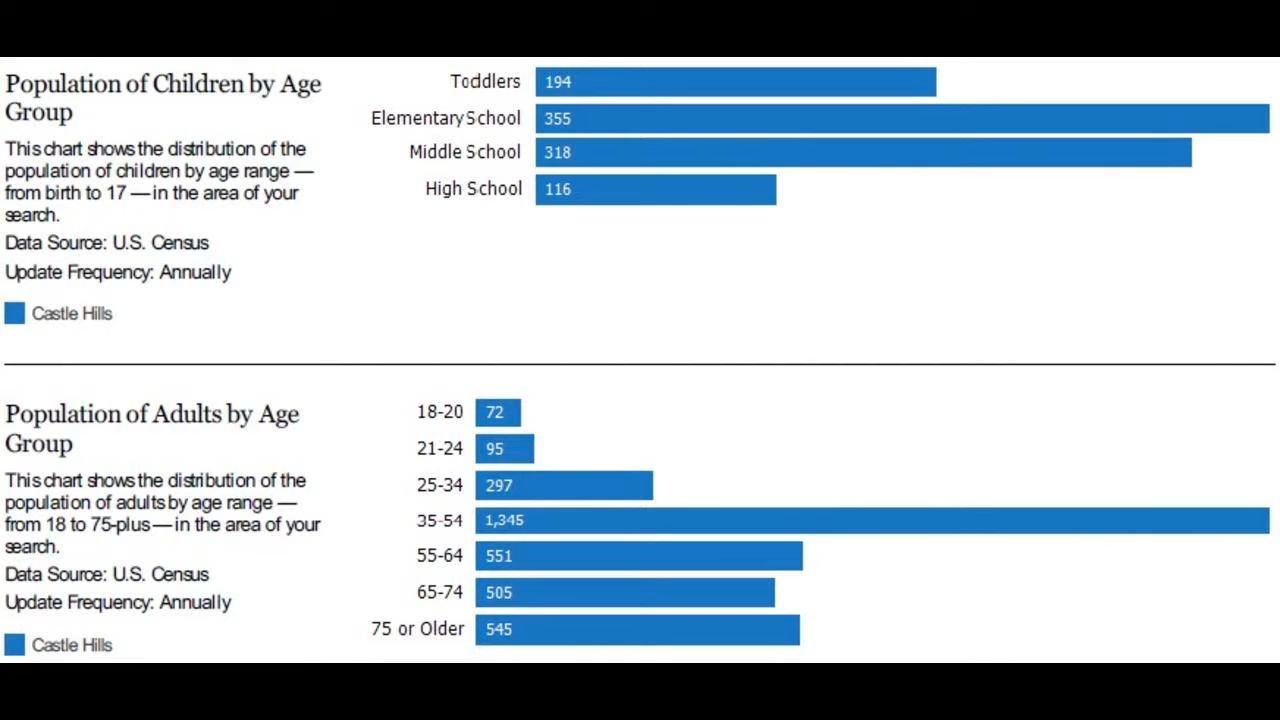 Population of Children by Age
Group
This chart shows the distribution of the
population of children by age range —
from birth to 17 — in the area of your
search.
Data Source: U.S. Census
Update Frequency: Annually
Castle Hills
Toddlers 194
Elementary School 355
Middle School 318
High School 116
Population of Adults by Age
Group
This chart shows the distribution of the
population of adults by age range —
from 18 to 75-plus — in the area of your
search.
Data Source: U.S. Census
Update Frequency: Annually
Castle Hills
18-20 72
21-24 95
25-34 297
35-54 1,345
55-64 551
65-74 505
75 or Older 545